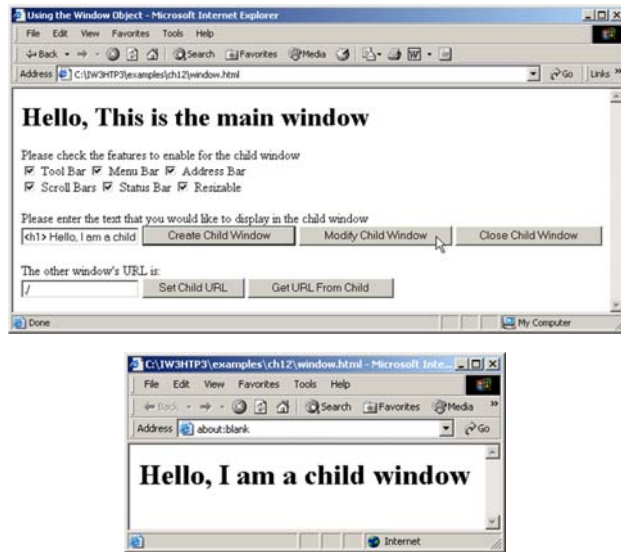 Using the Window Object - Microsoft Internet Explorer
File Edit View Favorites Tools Help
Back Search Favorites Media
Address C:\IW3HTP3\examples\ch12\window.html Go Links »
Hello, This is the main window
Please check the features to enable for the child window
Tool Bar Menu Bar Address Bar
Scroll Bars Status Bar Resizable
Please enter the text that you would like to display in the child window
<h1> Hello, I am a child Create Child Window Modify Child Window Close Child Window
The other window's URL is:
./ Set Child URL Get URL From Child
Done My Computer
C:\IW3HTP3\examples\ch12\window.html - Microsoft Inte...
File Edit View Favorites Tools Help
Back Search Favorites Media »
Address about:blank Go
Hello, I am a child window
Internet